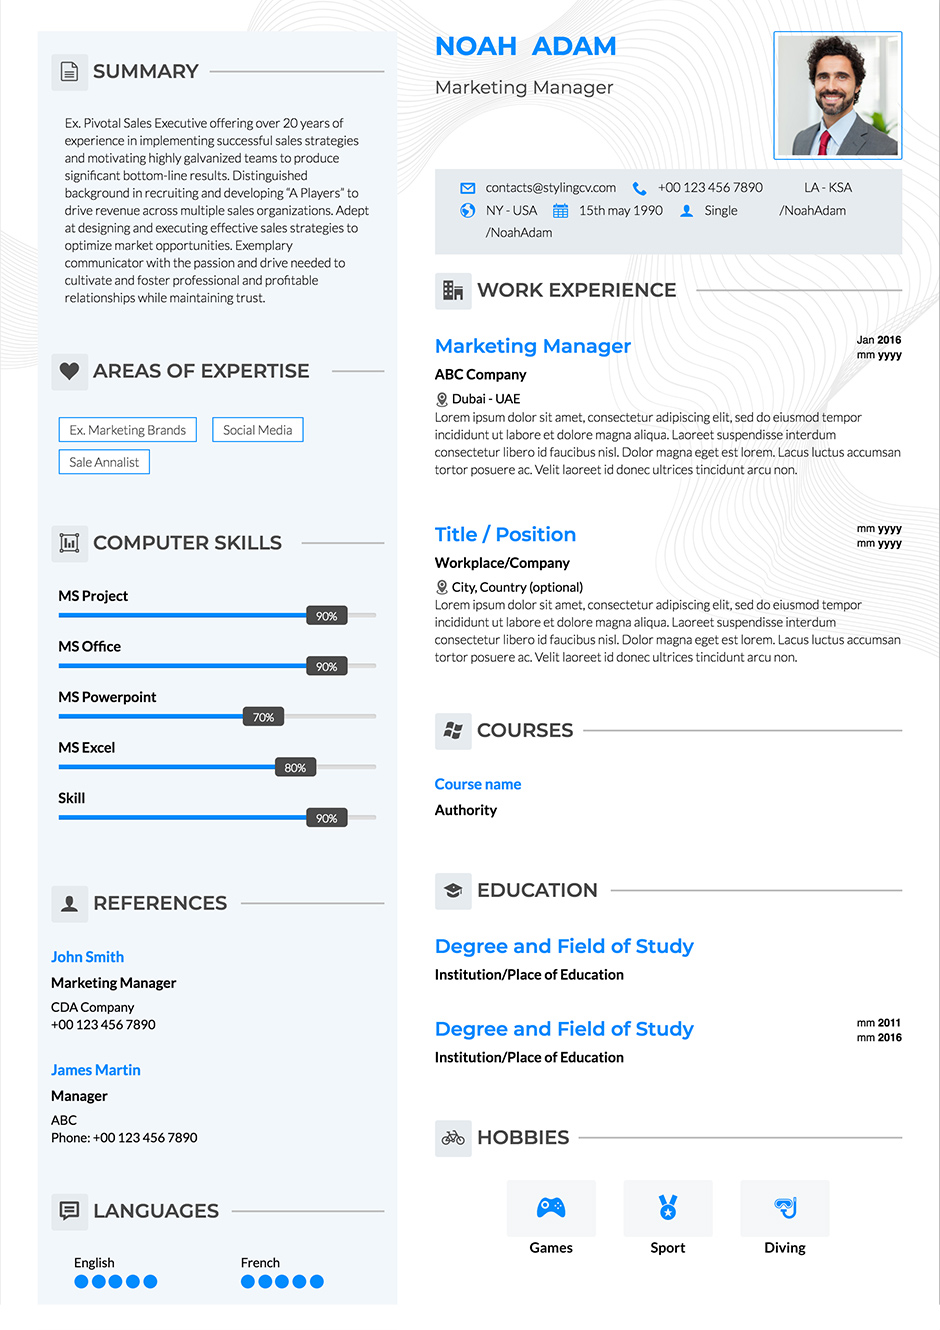 SUMMARY
Ex. Pivotal Sales Executive offering over 20 years of
experience in implementing successful sales strategies
and motivating highly galvanized teams to produce
significant bottom-line results. Distinguished
background in recruiting and developing “A Players” to
drive revenue across multiple sales organizations. Adept
at designing and executing effective sales strategies to
optimize market opportunities. Exemplary
communicator with the passion and drive needed to
cultivate and foster professional and profitable
relationships while maintaining trust.
AREAS OF EXPERTISE
Ex. Marketing Brands
Social Media
Sale Annalist
COMPUTER SKILLS
MS Project
90%
MS Office
90%
MS Powerpoint
70%
MS Excel
80%
Skill
90%
REFERENCES
John Smith
Marketing Manager
CDA Company
+00 123 456 7890
James Martin
Manager
ABC
Phone: +00 123 456 7890
LANGUAGES
English French
NOAH ADAM
Marketing Manager
contacts@stylingcv.com +00 123 456 7890 LA - KSA
NY - USA 15th may 1990 Single /NoahAdam
/NoahAdam
WORK EXPERIENCE
Marketing Manager
Jan 2016
mm yyyy
ABC Company
Dubai - UAE
Lorem ipsum dolor sit amet, consectetur adipiscing elit, sed do eiusmod tempor
incididunt ut labore et dolore magna aliqua. Laoreet suspendisse interdum
consectetur libero id faucibus nisl. Dolor magna eget est lorem. Lacus luctus accumsan
tortor posuere ac. Velit laoreet id donec ultrices tincidunt arcu non.
Title / Position
mm yyyy
mm yyyy
Workplace/Company
City, Country (optional)
Lorem ipsum dolor sit amet, consectetur adipiscing elit, sed do eiusmod tempor
incididunt ut labore et dolore magna aliqua. Laoreet suspendisse interdum
consectetur libero id faucibus nisl. Dolor magna eget est lorem. Lacus luctus accumsan
tortor posuere ac. Velit laoreet id donec ultrices tincidunt arcu non.
COURSES
Course name
Authority
EDUCATION
Degree and Field of Study
Institution/Place of Education
Degree and Field of Study
mm 2011
mm 2016
Institution/Place of Education
HOBBIES
Games Sport Diving